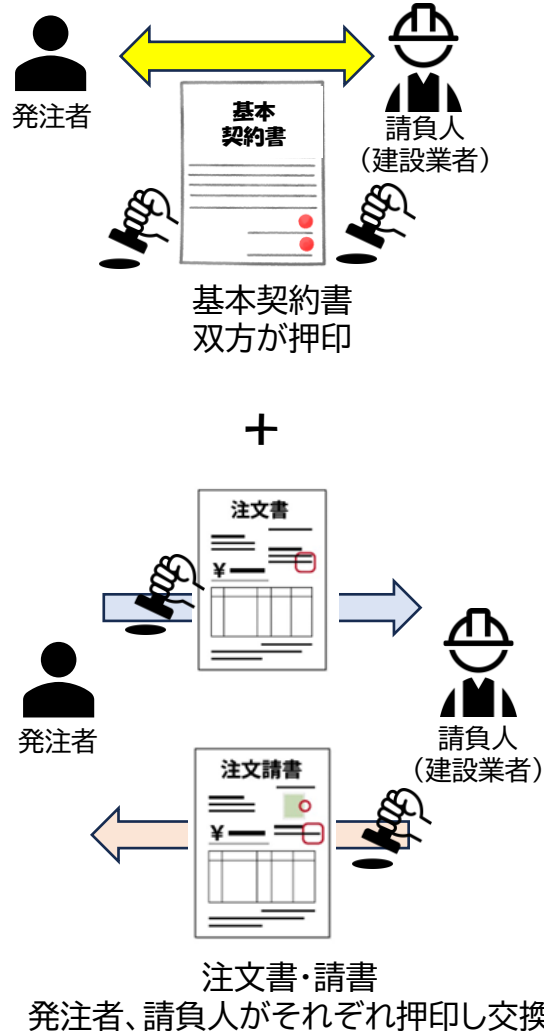 発注者
基本
契約書
請負人
（建設業者）
基本契約書
双方が押印
＋
注文書
¥
発注者
請負人
（建設業者）
注文請書
¥
注文書・請書
発注者、請負人がそれぞれ押印し交換